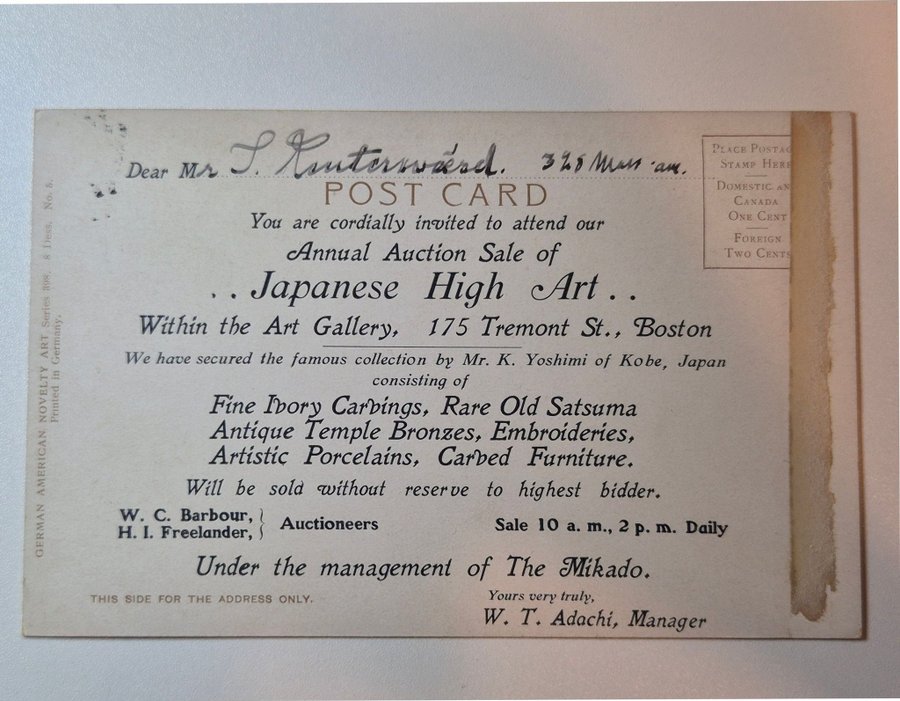 Dear Mr T. 328 Mass. av.
POST CARD
You are cordially invited to attend our
Annual Auction Sale of
. . Japanese High Art . .
Within the Art Gallery, 175 Tremont St., Boston
We have secured the famous collection by Mr. K. Yoshimi of Kobe, Japan
consisting of
Fine Ivory Carvings, Rare Old Satsuma
Antique Temple Bronzes, Embroideries,
Artistic Porcelains, Carved Furniture.
Will be sold without reserve to highest bidder.
W. C. Barbour,
H. I. Freelander, } Auctioneers Sale 10 a. m., 2 p. m. Daily
Under the management of The Mikado.
THIS SIDE FOR THE ADDRESS ONLY.
Yours very truly,
W. T. Adachi, Manager
PLACE POSTAG
STAMP HERE
DOMESTIC AN
CANADA
ONE CENT
FOREIGN
TWO CENTS
GERMAN AMERICAN NOVELTY ART Series 898. 8 Dess. No. 8.
Printed in Germany.